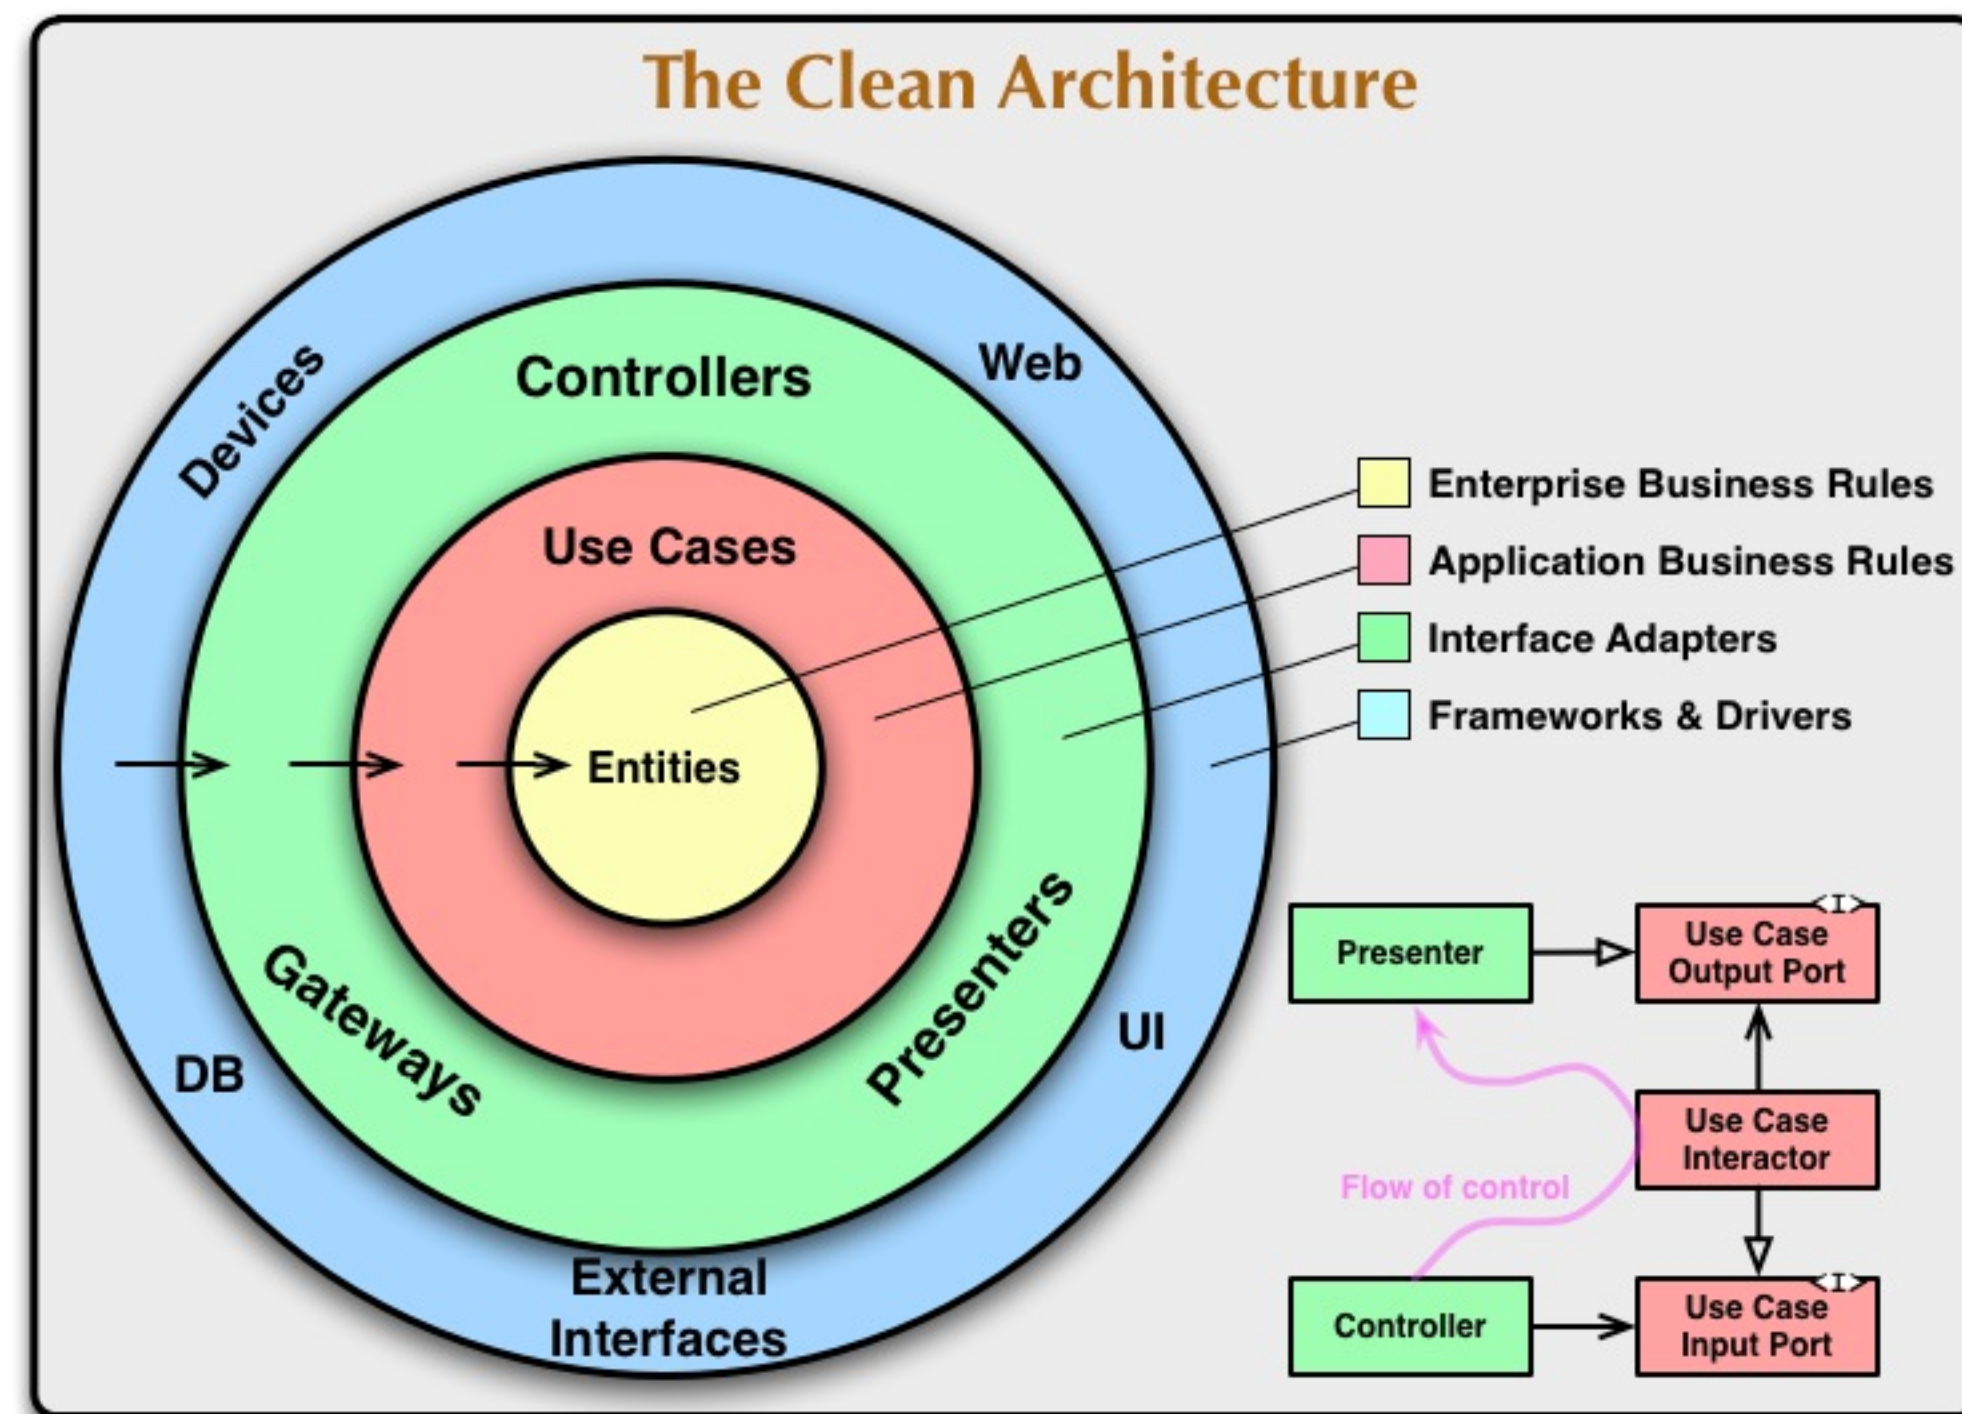 The Clean Architecture
Devices
Controllers
Web
Use Cases
Entities
Gateways
Presenters
DB
UI
External
Interfaces
Enterprise Business Rules
Application Business Rules
Interface Adapters
Frameworks & Drivers
Presenter
<I>
Use Case
Output Port
Use Case
Interactor
Flow of control
Controller
<I>
Use Case
Input Port